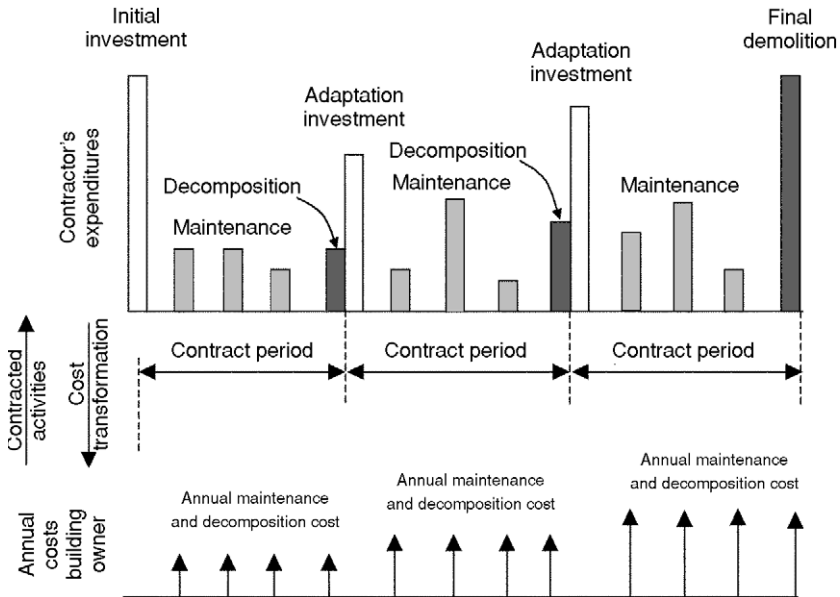 Initial
investment
Final
demolition
Adaptation
investment
Adaptation
investment
Decomposition
Decomposition
Maintenance
Maintenance
Maintenance
Contractor's
expenditures
Contract period
Contract period
Contract period
Contracted
activities
Cost
transformation
Annual maintenance
and decomposition cost
Annual maintenance
and decomposition cost
Annual maintenance
and decomposition cost
Annual
costs
building
owner